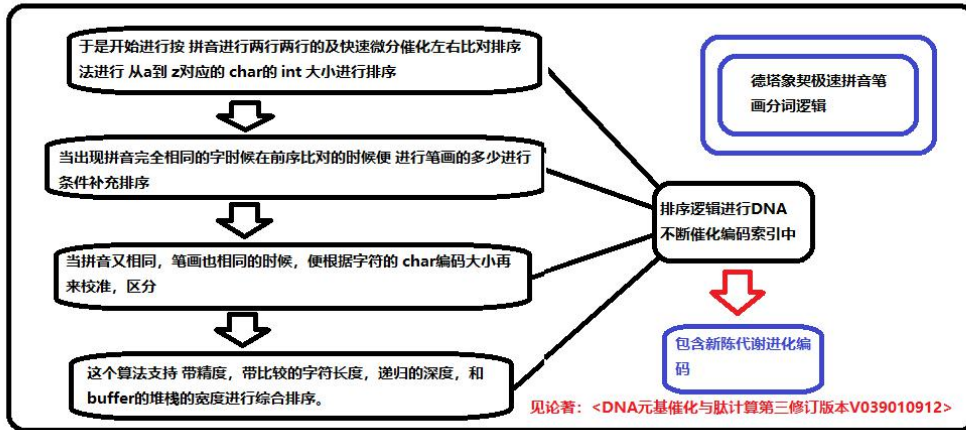 于是开始进行按 拼音进行两行两行的及快速微分催化左右比对排序
法进行 从a到 z对应的 char的 int 大小进行排序
当出现拼音完全相同的字时候在前序比对的时候便 进行笔画的多少进行
条件补充排序
当拼音又相同，笔画也相同的时候，便根据字符的 char编码大小再
来校准，区分
这个算法支持 带精度，带比较的字符长度，递归的深度，和
buffer的堆栈的宽度进行综合排序。
德塔象契极速拼音笔
画分词逻辑
排序逻辑进行DNA
不断催化编码索引中
包含新陈代谢进化编
码
见论著：<DNA元基催化与肽计算第三修订版本V039010912>